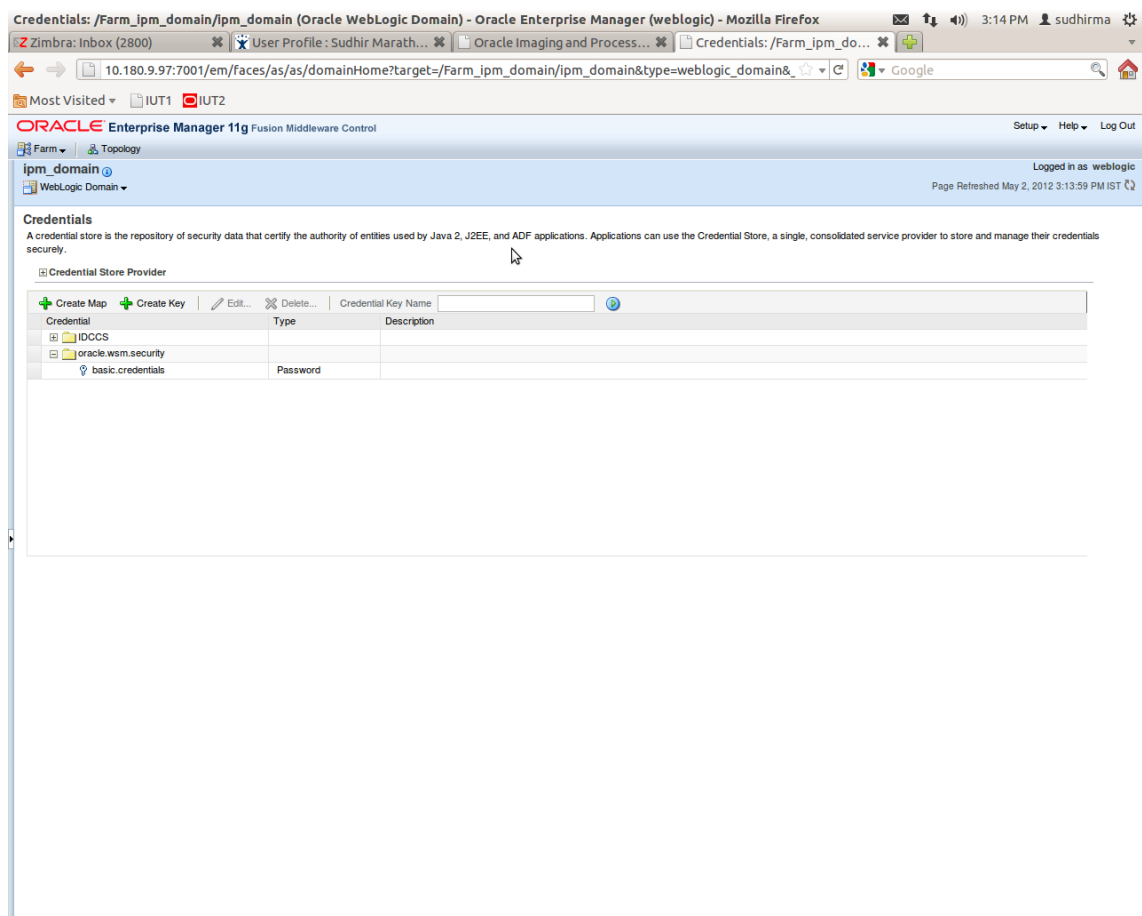 Credentials: /Farm_ipm_domain/ipm_domain (Oracle WebLogic Domain) - Oracle Enterprise Manager (weblogic) - Mozilla Firefox 3:14 PM sudhirma
Zimbra: Inbox (2800) User Profile : Sudhir Marath... Oracle Imaging and Process... Credentials: /Farm_ipm_do...
10.180.9.97:7001/em/faces/as/as/domainHome?target=/Farm_ipm_domain/ipm_domain&type=weblogic_domain&_ Google
Most Visited IUT1 IUT2
ORACLE Enterprise Manager 11g Fusion Middleware Control Setup Help Log Out
Farm Topology
ipm_domain Logged in as weblogic
WebLogic Domain Page Refreshed May 2, 2012 3:13:59 PM IST
Credentials
A credential store is the repository of security data that certify the authority of entities used by Java 2, J2EE, and ADF applications. Applications can use the Credential Store, a single, consolidated service provider to store and manage their credentials
securely.
Credential Store Provider
Create Map Create Key Edit... Delete... Credential Key Name
Credential Type Description
IDCCS
oracle.wsm.security
basic.credentials Password